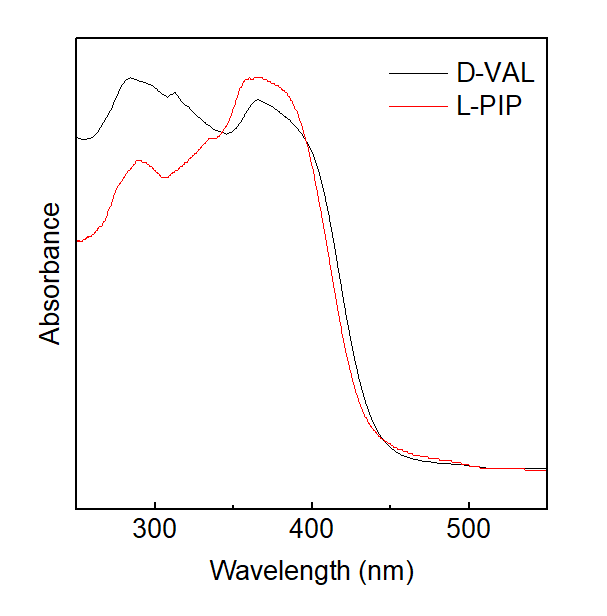 D-VAL
L-PIP
Absorbance
300
400
500
Wavelength (nm)